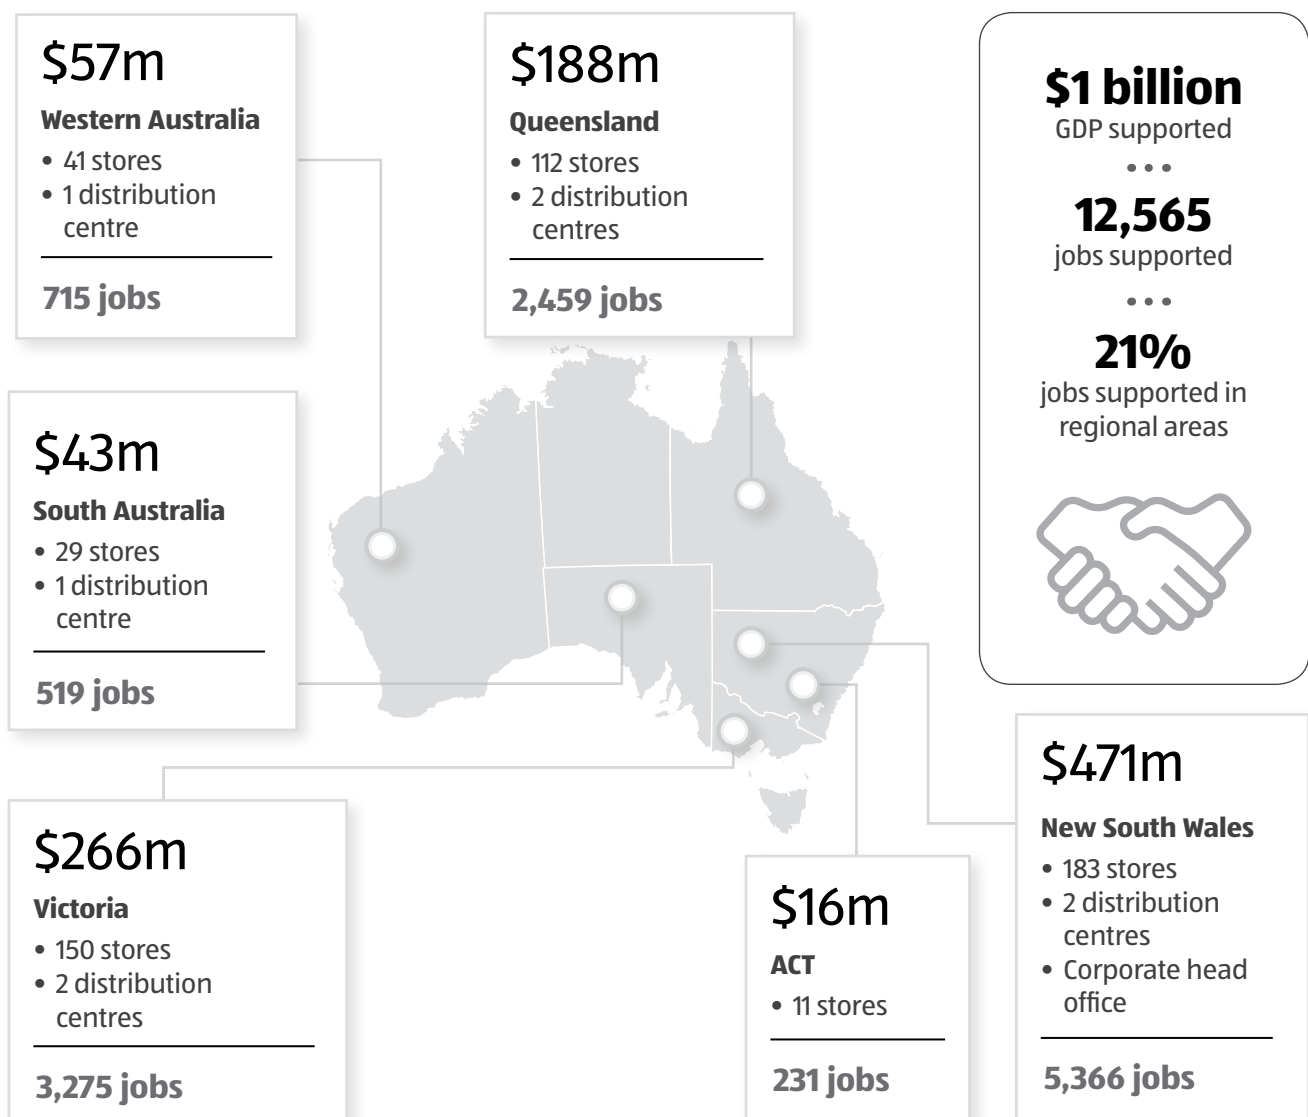 $57m
Western Australia
• 41 stores
• 1 distribution
centre
715 jobs
$188m
Queensland
• 112 stores
• 2 distribution
centres
2,459 jobs
$1 billion
GDP supported
•••
12,565
jobs supported
•••
21%
jobs supported in
regional areas
$43m
South Australia
• 29 stores
• 1 distribution
centre
519 jobs
$266m
Victoria
• 150 stores
• 2 distribution
centres
3,275 jobs
$16m
ACT
• 11 stores
231 jobs
$471m
New South Wales
• 183 stores
• 2 distribution
centres
• Corporate head
office
5,366 jobs